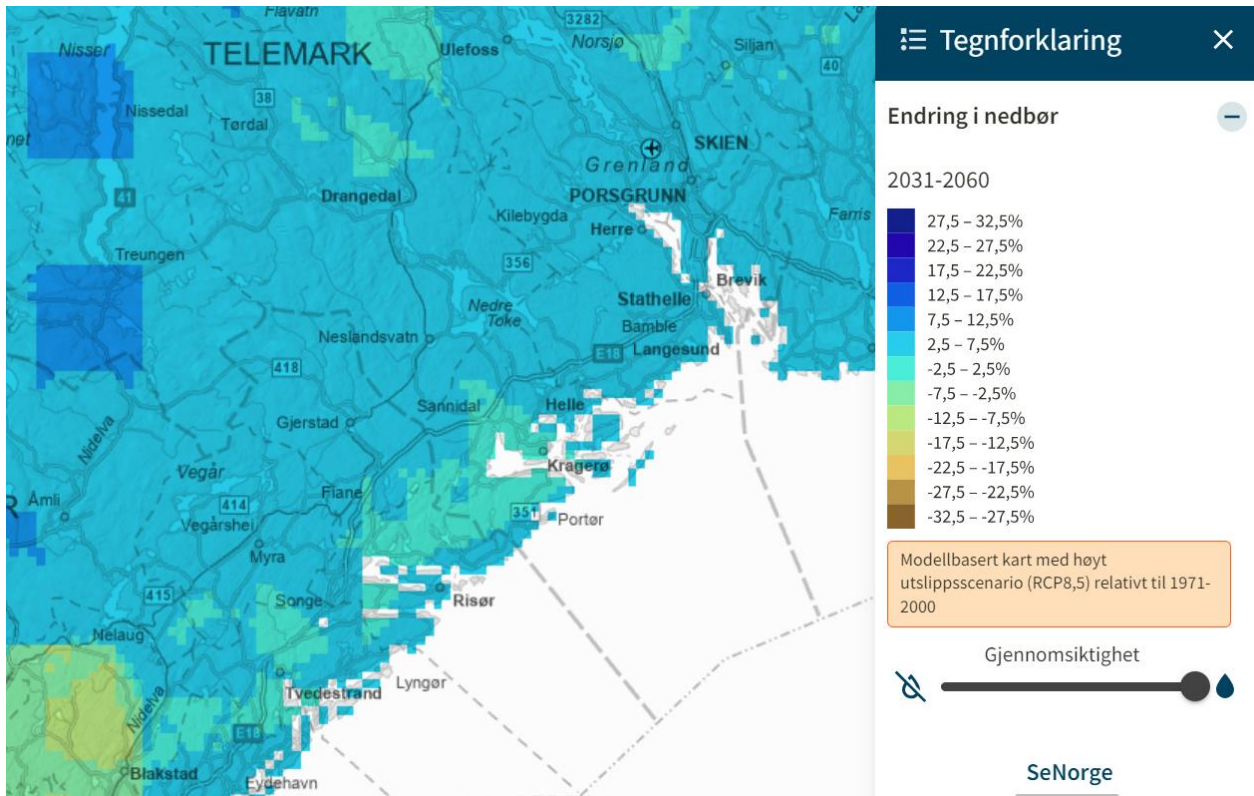 Flåvatn
3282
Nisser
TELEMARK
Ulefoss
Norsjø
Siljan
40
Nissedal
38
Tørdal
SKIEN
Grenland
PORSGRUNN
41
Drangedal
Kilebygda
Farris
Herre
Treungen
356
Brevik
Stathelle
Nedre
Toke
Bamble
Neslandsvatn
E18
Langesund
418
Sannidal
Helle
Gjerstad
Nidelva
Kragerø
Vegår
Fiane
Åmli
414
351
Portør
Vegårshei
Myra
415
Songe
Risør
Nelaug
Lyngør
Tvedestrand
Nidelva
E18
Blakstad
Eydehavn
Tegnforklaring
Endring i nedbør
2031-2060
27,5 – 32,5%
22,5 – 27,5%
17,5 – 22,5%
12,5 – 17,5%
7,5 – 12,5%
2,5 – 7,5%
-2,5 – 2,5%
-7,5 – -2,5%
-12,5 – -7,5%
-17,5 – -12,5%
-22,5 – -17,5%
-27,5 – -22,5%
-32,5 – -27,5%
Modellbasert kart med høyt
utslippsscenario (RCP8,5) relativt til 1971-
2000
Gjennomsiktighet
SeNorge